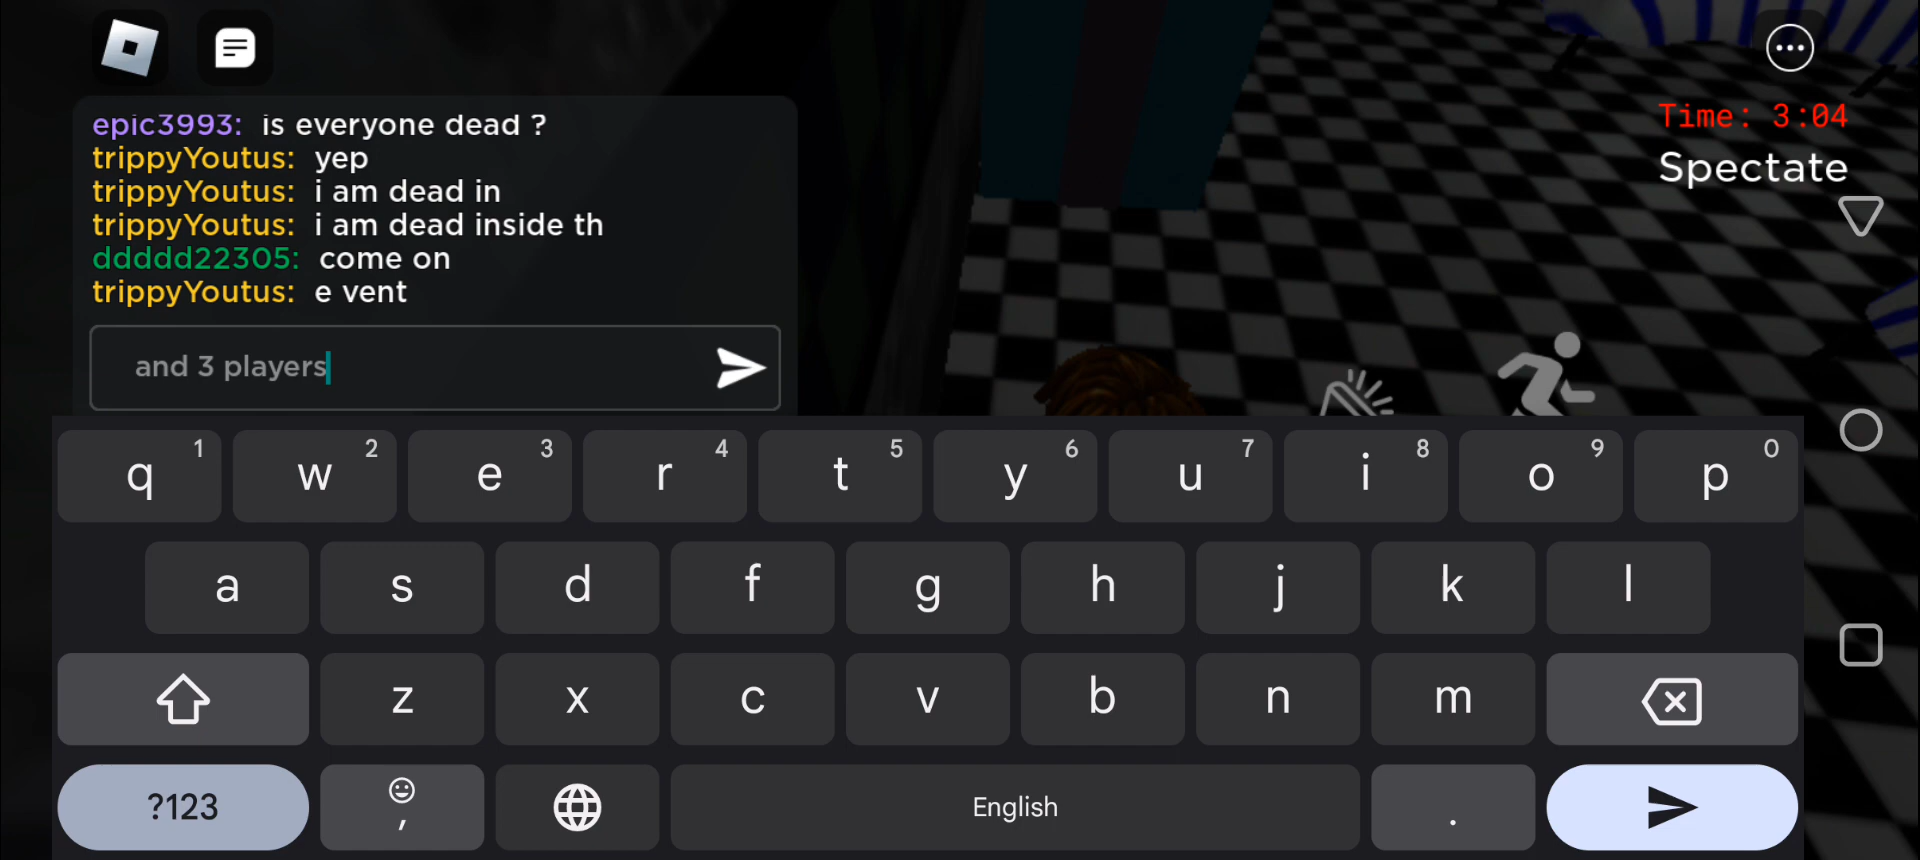 epic3993: is everyone dead ?
trippyYoutus: yep
trippyYoutus: i am dead in
trippyYoutus: i am dead inside th
ddddd22305: come on
trippyYoutus: e vent
and 3 players
Time: 3:04
Spectate
q 1 w 2 e 3 r 4 t 5 y 6 u 7 i 8 o 9 p 0
a s d f g h j k l
z x c v b n m
?123 , English .